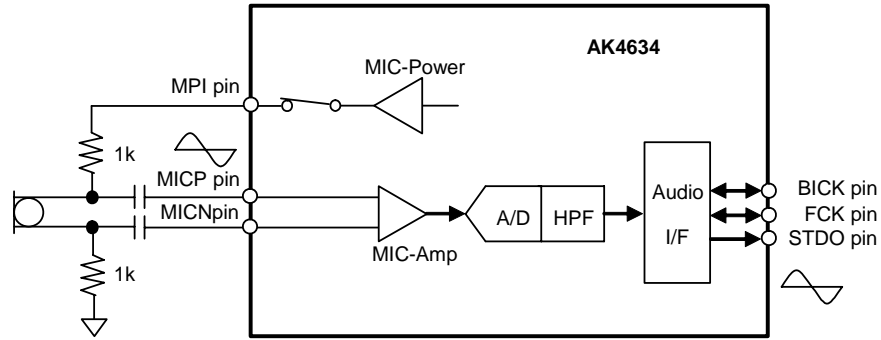 AK4634
MIC-Power
MPI pin
1k
MICP pin
MICNpin
1k
MIC-Amp
A/D
HPF
Audio
I/F
BICK pin
FCK pin
STDO pin